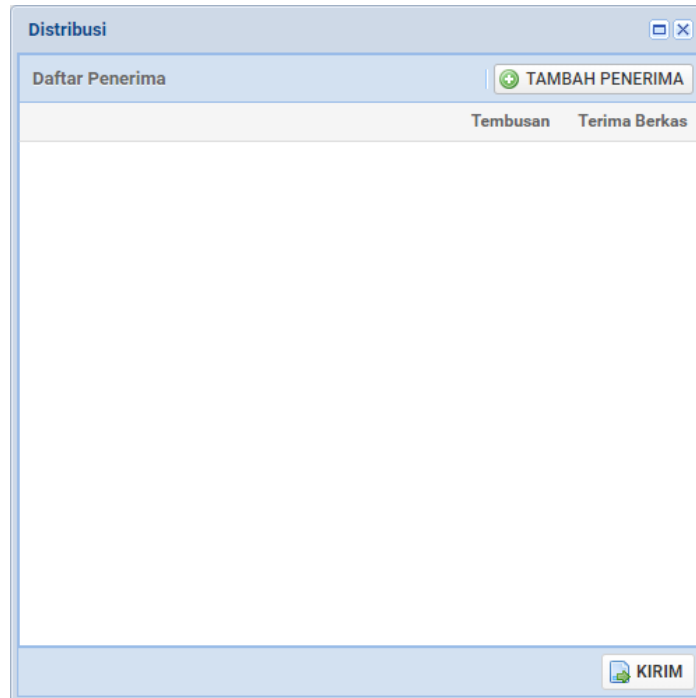 Distribusi
Daftar Penerima TAMBAH PENERIMA
Tembusan Terima Berkas
KIRIM